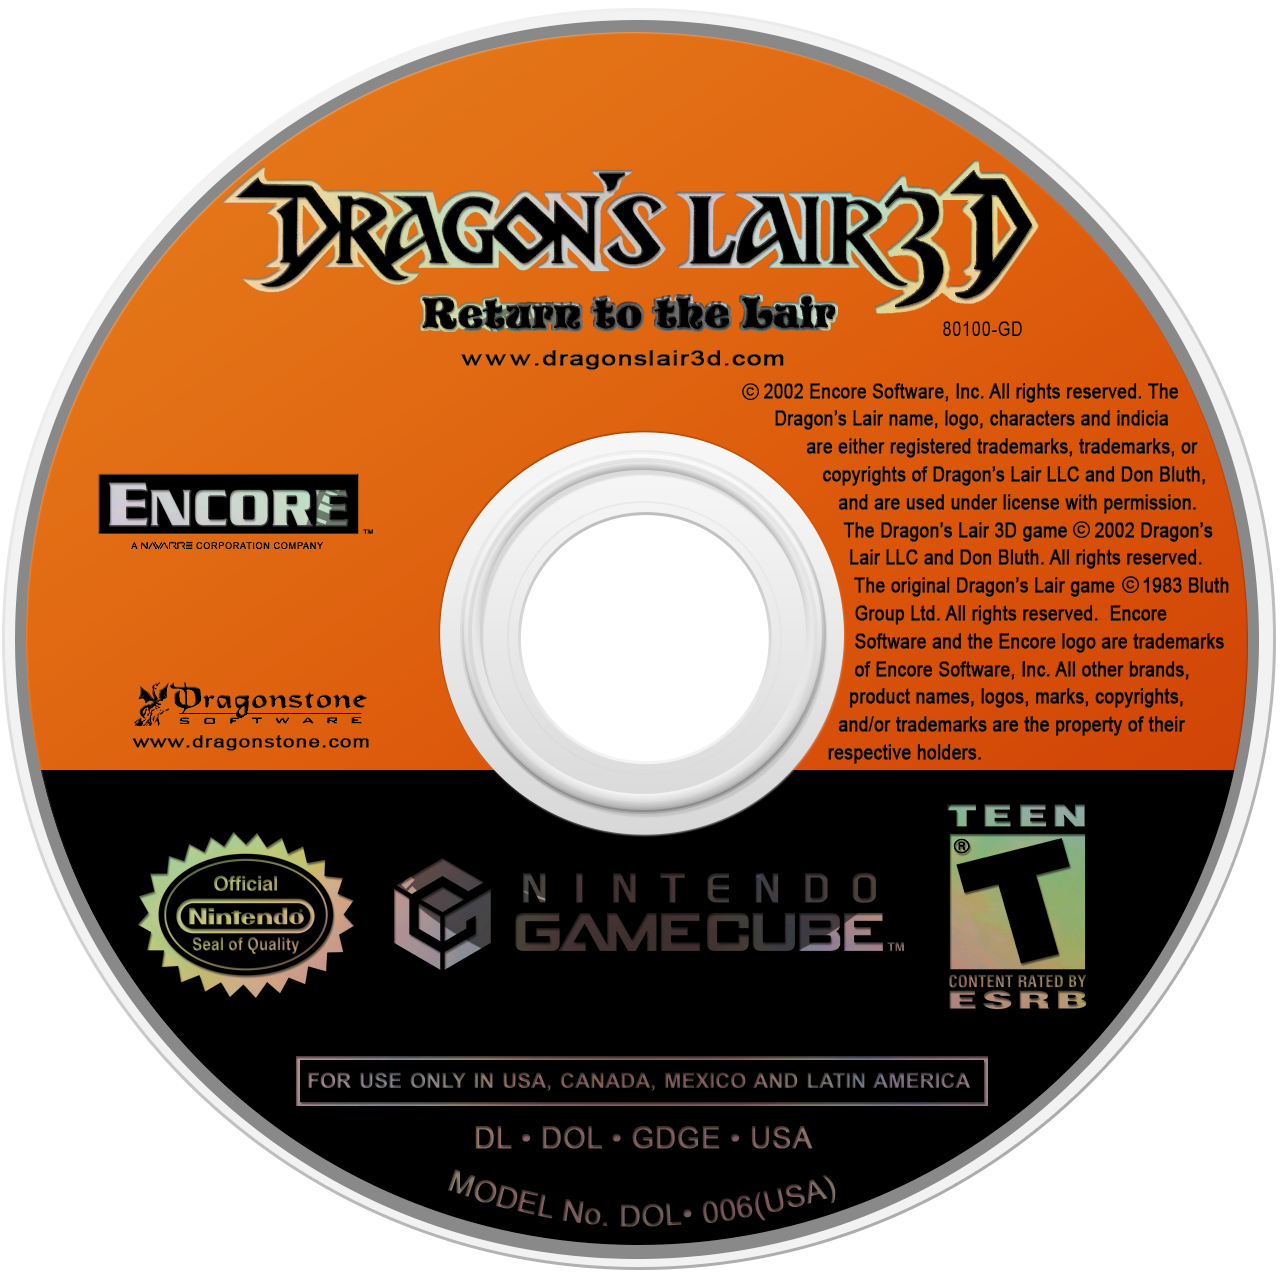 DRAGON'S LAIR 3D
Return to the Lair
80100-GD
www.dragonslair3d.com
© 2002 Encore Software, Inc. All rights reserved. The
Dragon's Lair name, logo, characters and indicia
are either registered trademarks, trademarks, or
copyrights of Dragon's Lair LLC and Don Bluth,
and are used under license with permission.
The Dragon's Lair 3D game © 2002 Dragon's
Lair LLC and Don Bluth. All rights reserved.
The original Dragon's Lair game © 1983 Bluth
Group Ltd. All rights reserved.  Encore
Software and the Encore logo are trademarks
of Encore Software, Inc. All other brands,
product names, logos, marks, copyrights,
and/or trademarks are the property of their
respective holders.
ENCORE™
A NAVARRE CORPORATION COMPANY
Dragonstone
SOFTWARE
www.dragonstone.com
Official
Nintendo®
Seal of Quality
NINTENDO
GAMECUBE™
TEEN
®
T
CONTENT RATED BY
ESRB
FOR USE ONLY IN USA, CANADA, MEXICO AND LATIN AMERICA
DL • DOL • GDGE • USA
MODEL No. DOL• 006(USA)